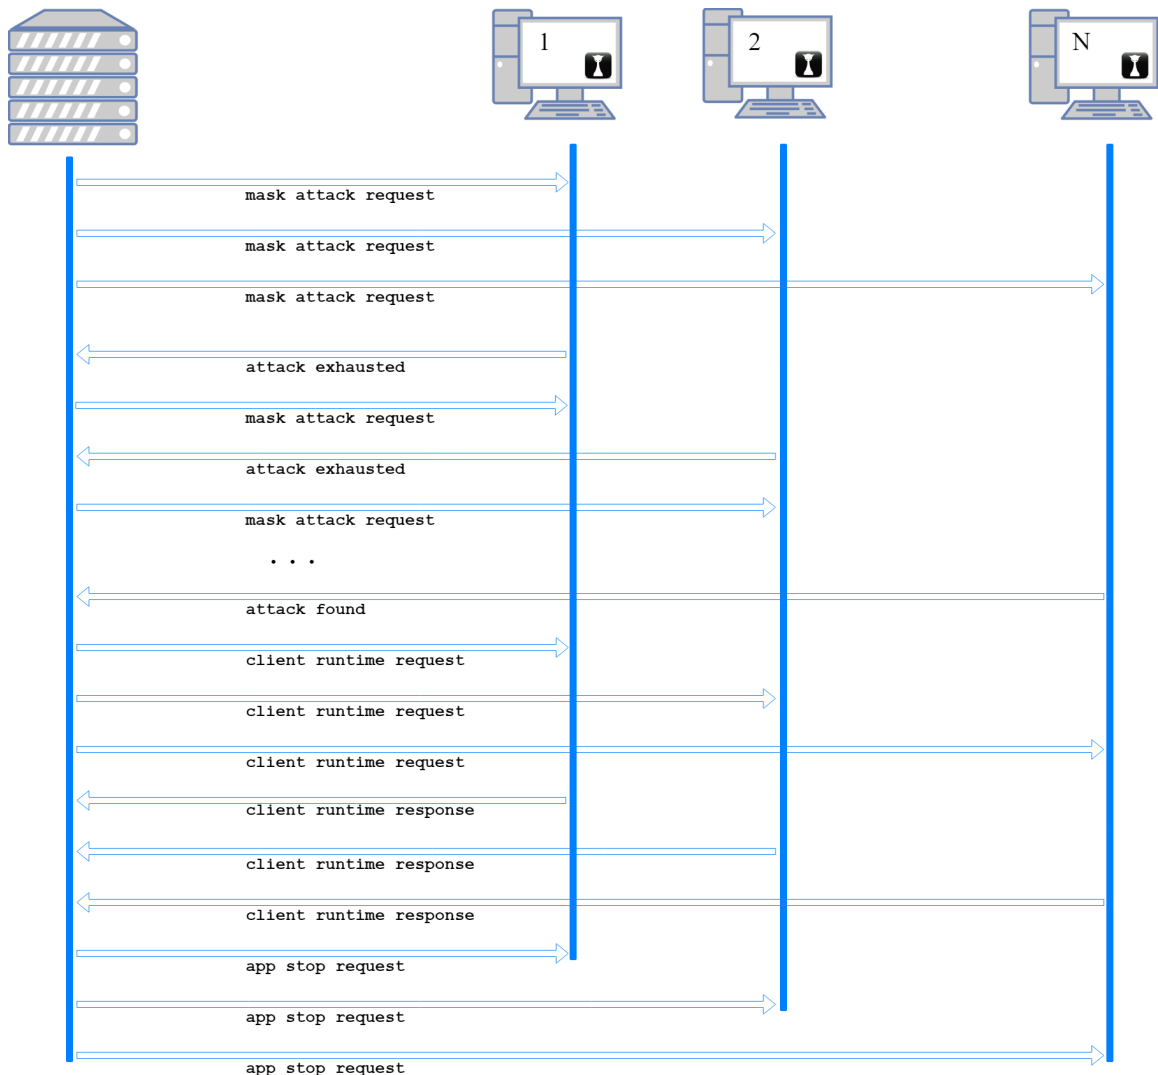 1
2
N
mask attack request
mask attack request
mask attack request
attack exhausted
mask attack request
attack exhausted
mask attack request
. . .
attack found
client runtime request
client runtime request
client runtime request
client runtime response
client runtime response
client runtime response
app stop request
app stop request
app stop request